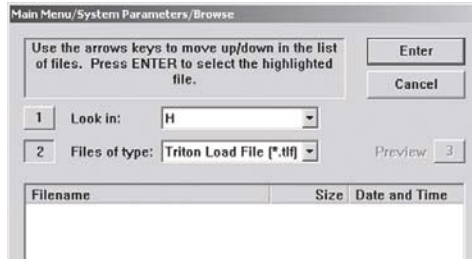 Main Menu/System Parameters/Browse
Use the arrows keys to move up/down in the list
of files. Press ENTER to select the highlighted
file.
Enter
Cancel
1 Look in: H
2 Files of type: Triton Load File (*.tlf) Preview 3
Filename Size Date and Time